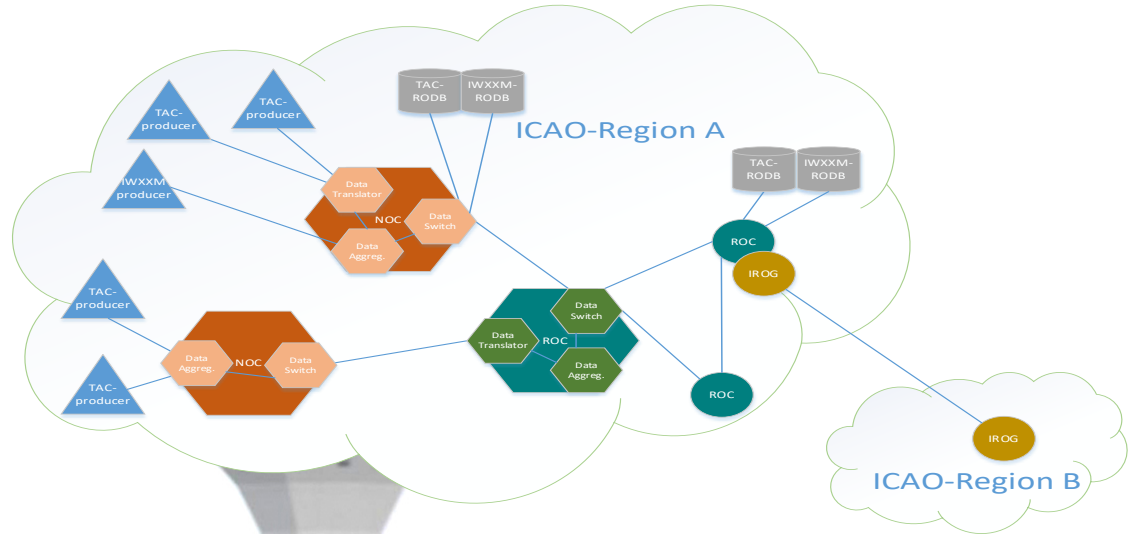 TAC-
producer
TAC-
producer
IWXXM
producer
TAC-
RODB
IWXXM-
RODB
ICAO-Region A
TAC-
RODB
IWXXM-
RODB
Data
Translator
NOC
Data
Switch
Data
Aggreg.
ROC
IROG
TAC-
producer
TAC-
producer
Data
Aggreg.
NOC
Data
Switch
Data
Switch
Data
Translator
ROC
Data
Aggreg.
ROC
IROG
ICAO-Region B